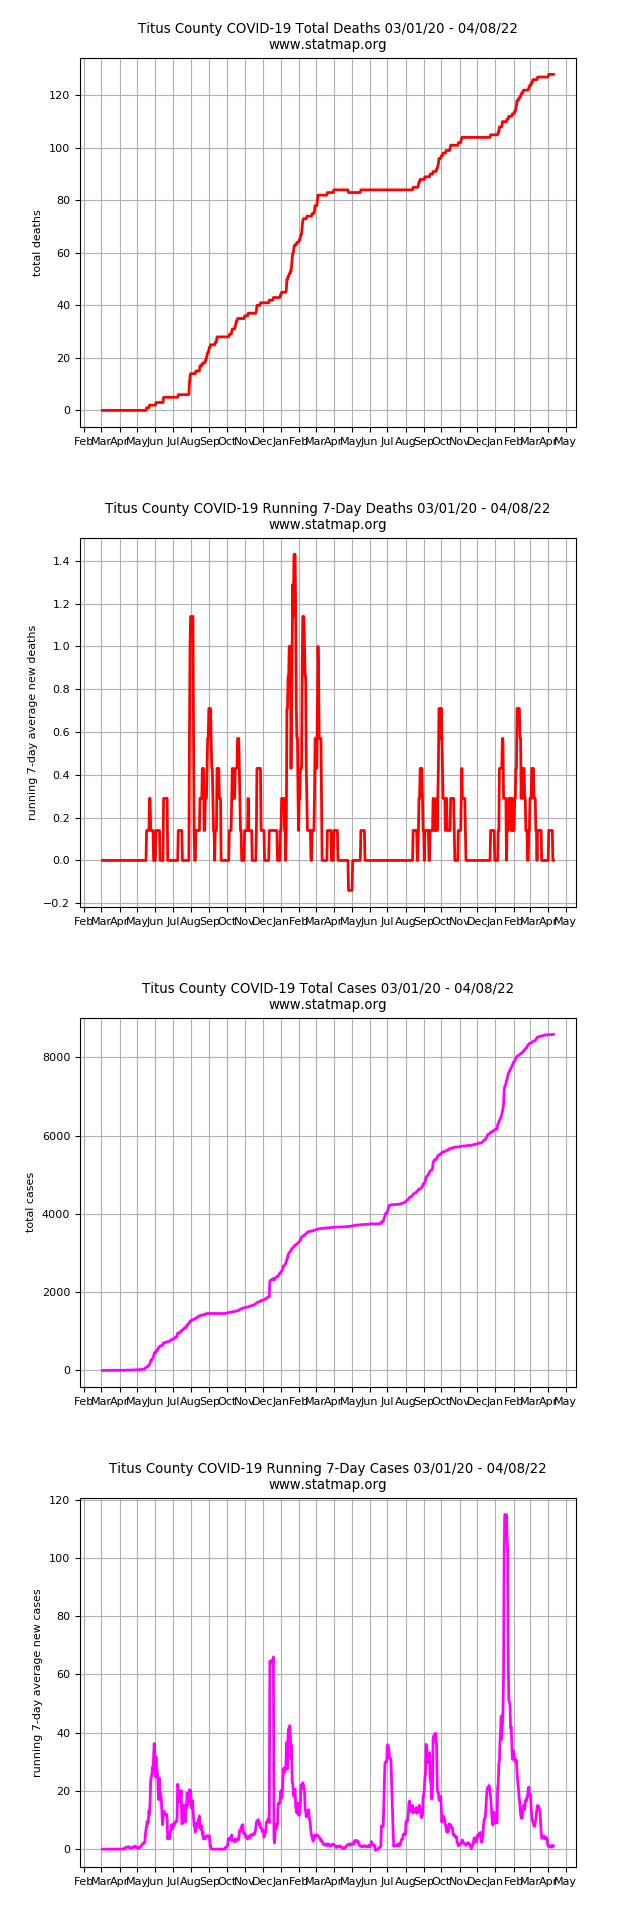 Titus County COVID-19 Total Deaths 03/01/20 - 04/08/22
www.statmap.org
total deaths
120
100
80
60
40
20
0
Feb Mar Apr May Jun Jul Aug Sep Oct Nov Dec Jan Feb Mar Apr May Jun Jul Aug Sep Oct Nov Dec Jan Feb Mar Apr May
Titus County COVID-19 Running 7-Day Deaths 03/01/20 - 04/08/22
www.statmap.org
running 7-day average new deaths
1.4
1.2
1.0
0.8
0.6
0.4
0.2
0.0
−0.2
Feb Mar Apr May Jun Jul Aug Sep Oct Nov Dec Jan Feb Mar Apr May Jun Jul Aug Sep Oct Nov Dec Jan Feb Mar Apr May
Titus County COVID-19 Total Cases 03/01/20 - 04/08/22
www.statmap.org
total cases
8000
6000
4000
2000
0
Feb Mar Apr May Jun Jul Aug Sep Oct Nov Dec Jan Feb Mar Apr May Jun Jul Aug Sep Oct Nov Dec Jan Feb Mar Apr May
Titus County COVID-19 Running 7-Day Cases 03/01/20 - 04/08/22
www.statmap.org
running 7-day average new cases
120
100
80
60
40
20
0
Feb Mar Apr May Jun Jul Aug Sep Oct Nov Dec Jan Feb Mar Apr May Jun Jul Aug Sep Oct Nov Dec Jan Feb Mar Apr May